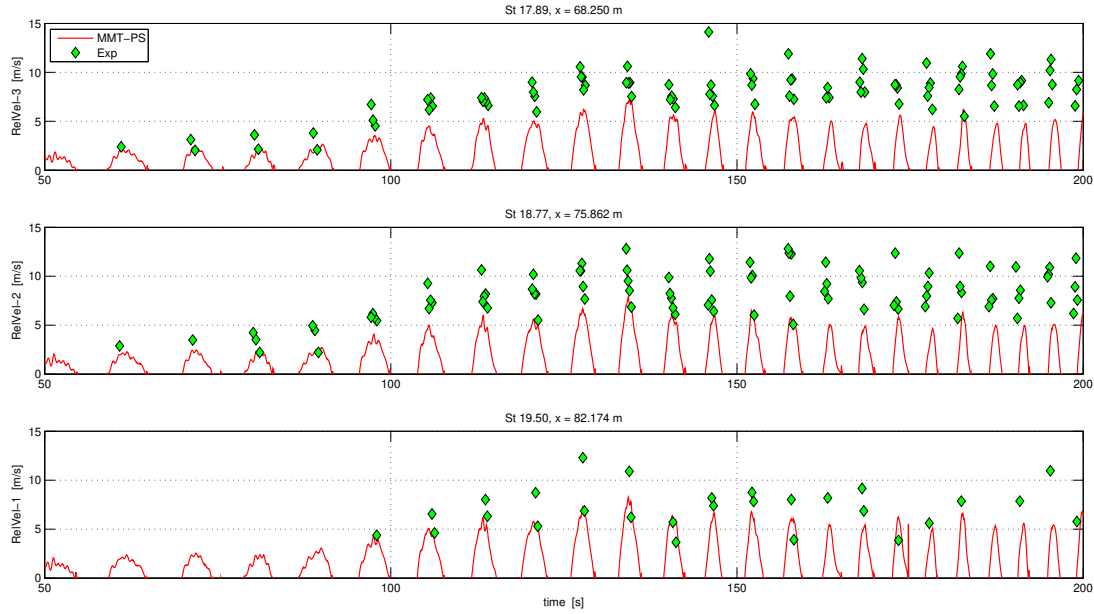 St 17.89, x = 68.250 m
RelVel-3 [m/s]
15
10
5
0
MMT-PS
Exp
50
100
150
200
St 18.77, x = 75.862 m
RelVel-2 [m/s]
15
10
5
0
50
100
150
200
St 19.50, x = 82.174 m
RelVel-1 [m/s]
15
10
5
0
50
100
150
200
time [s]